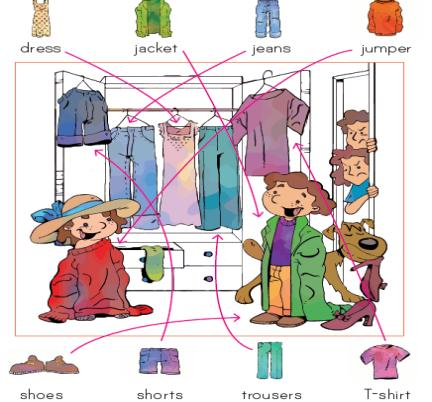 dress jacket jeans jumper
shoes shorts trousers T-shirt